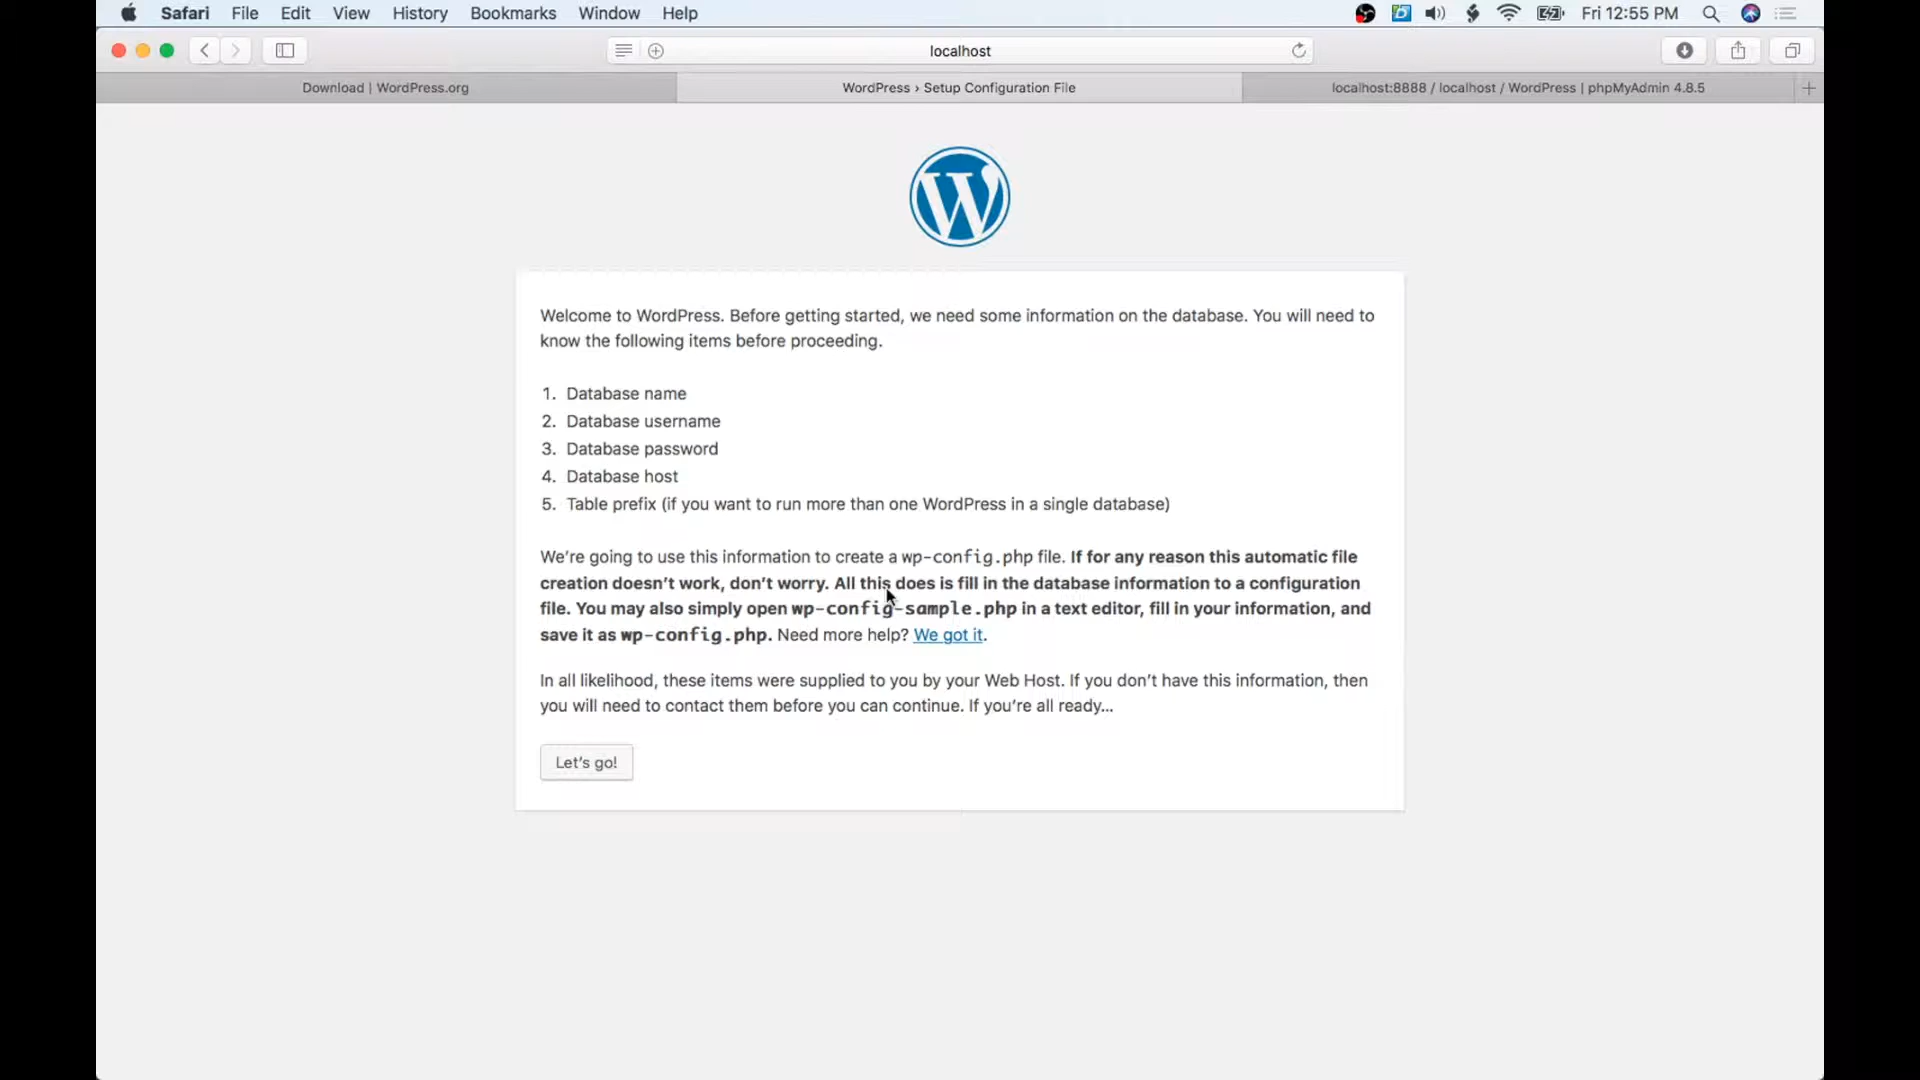 Safari File Edit View History Bookmarks Window Help Fri 12:55 PM
localhost
Download | WordPress.org
WordPress › Setup Configuration File
localhost:8888 / localhost / WordPress | phpMyAdmin 4.8.5
Welcome to WordPress. Before getting started, we need some information on the database. You will need to
know the following items before proceeding.
1. Database name
2. Database username
3. Database password
4. Database host
5. Table prefix (if you want to run more than one WordPress in a single database)
We’re going to use this information to create a wp-config.php file. If for any reason this automatic file
creation doesn’t work, don’t worry. All this does is fill in the database information to a configuration
file. You may also simply open wp-config-sample.php in a text editor, fill in your information, and
save it as wp-config.php. Need more help? We got it.
In all likelihood, these items were supplied to you by your Web Host. If you don’t have this information, then
you will need to contact them before you can continue. If you’re all ready…
Let’s go!